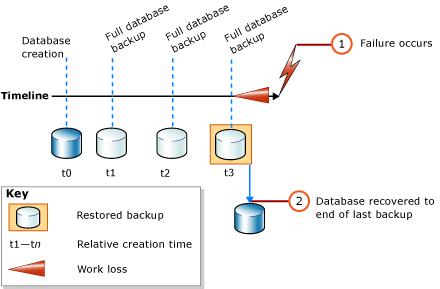 Database
creation
Full database
backup
Full database
backup
Full database
backup
1
Failure occurs
Timeline
t0
t1
t2
t3
Key
Restored backup
t1—tn
Relative creation time
Work loss
2
Database recovered to
end of last backup